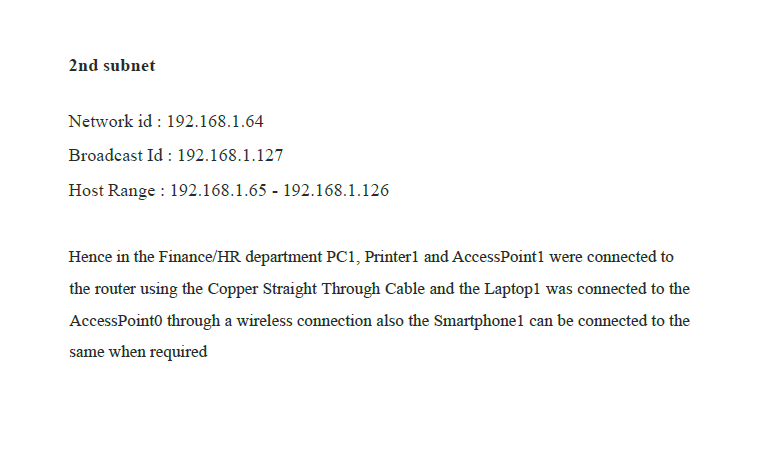 2nd subnet
Network id : 192.168.1.64
Broadcast Id : 192.168.1.127
Host Range : 192.168.1.65 - 192.168.1.126
Hence in the Finance/HR department PC1, Printer1 and AccessPoint1 were connected to
the router using the Copper Straight Through Cable and the Laptop1 was connected to the
AccessPoint0 through a wireless connection also the Smartphone1 can be connected to the
same when required